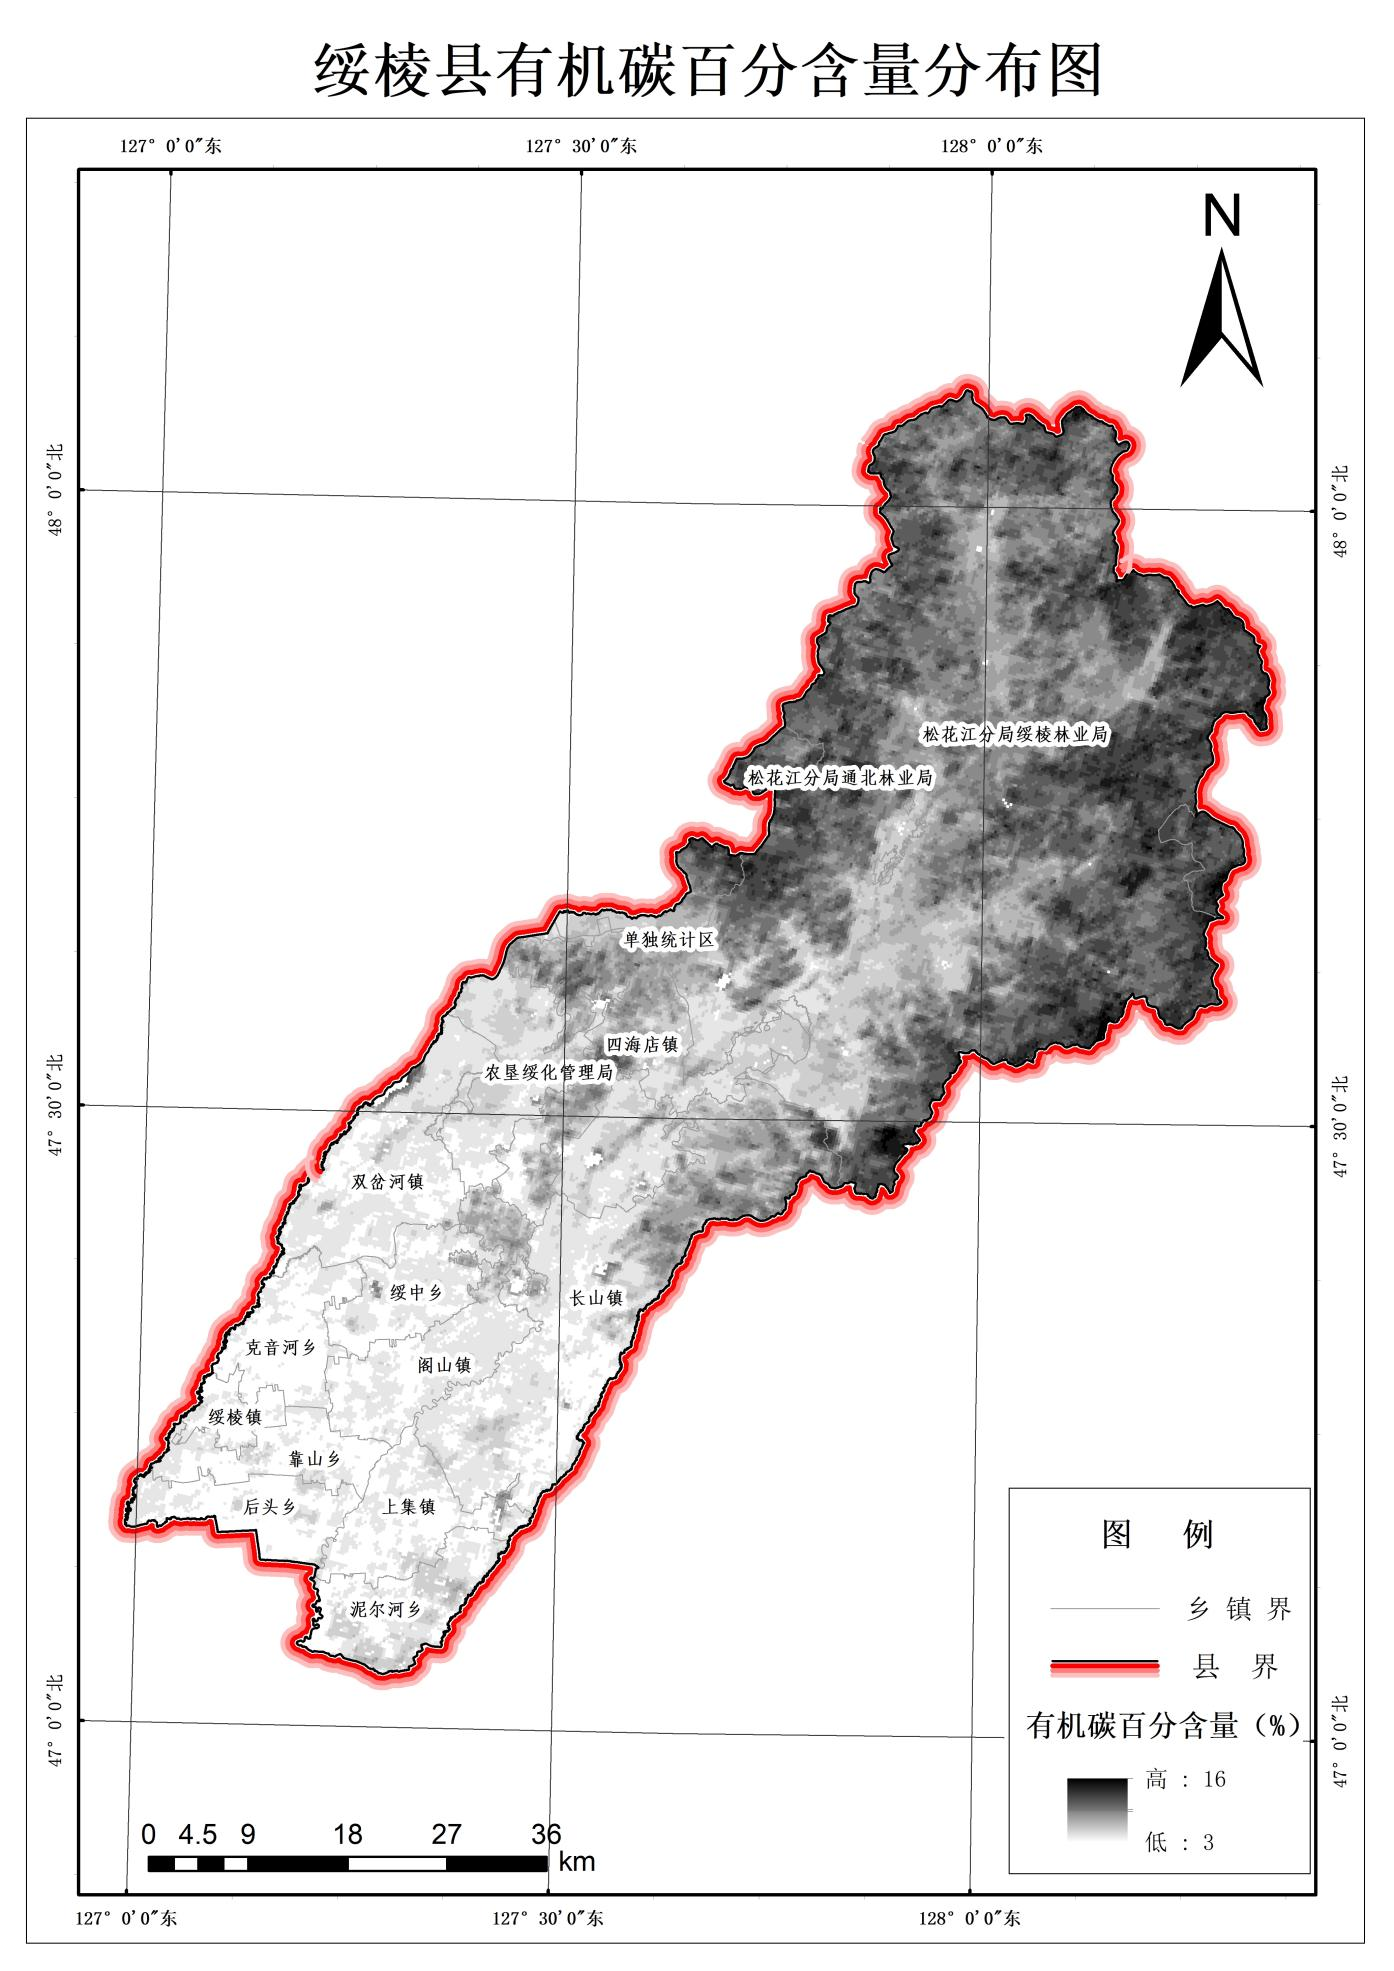 绥棱县有机碳百分含量分布图
127° 0'0"东
127° 30'0"东
128° 0'0"东
N
48° 0'0"北
48° 0'0"北
松花江分局绥棱林业局
松花江分局通北林业局
单独统计区
四海店镇
农垦绥化管理局
47° 30'0"北
47° 30'0"北
双岔河镇
绥中乡
长山镇
克音河乡
阁山镇
绥棱镇
靠山乡
后头乡
上集镇
泥尔河乡
图 例
乡 镇 界
县 界
有机碳百分含量（%）
高 : 16
低 : 3
47° 0'0"北
47° 0'0"北
0 4.5 9 18 27 36
km
127° 0'0"东
127° 30'0"东
128° 0'0"东